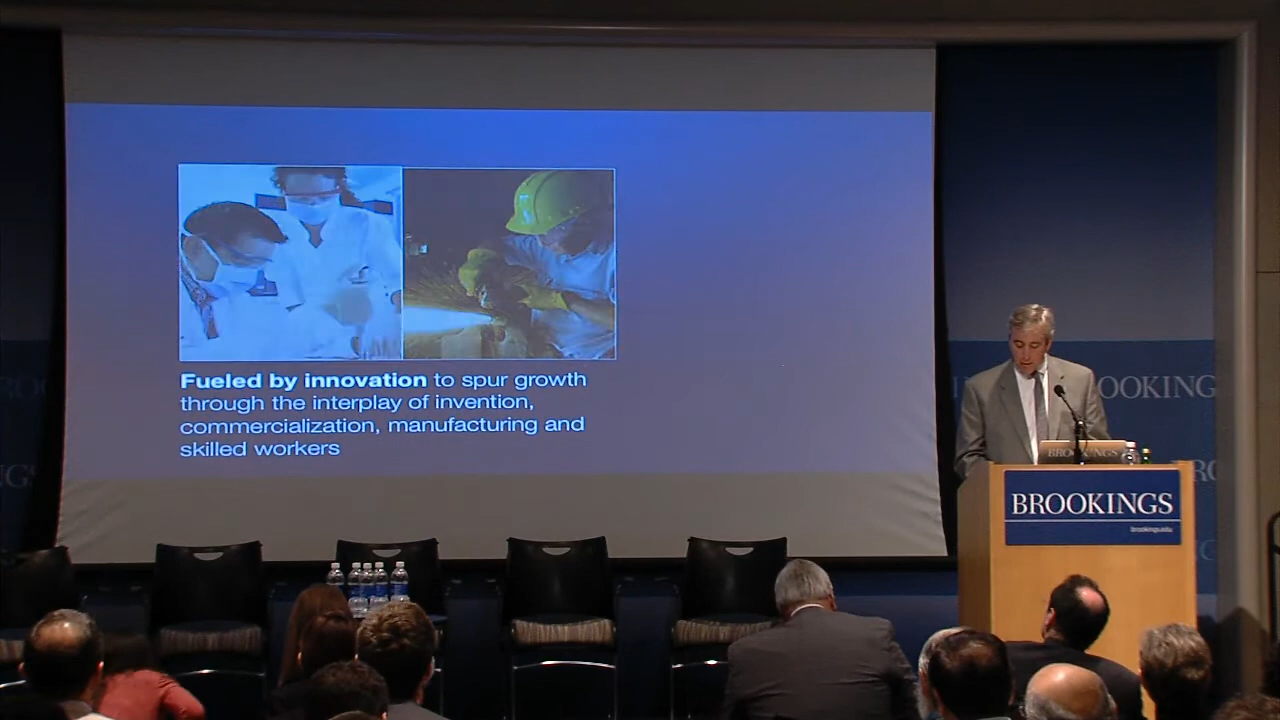 Fueled by innovation to spur growth
through the interplay of invention,
commercialization, manufacturing and
skilled workers
OOKING
BROOKINGS
BROOKINGS
brookings.edu